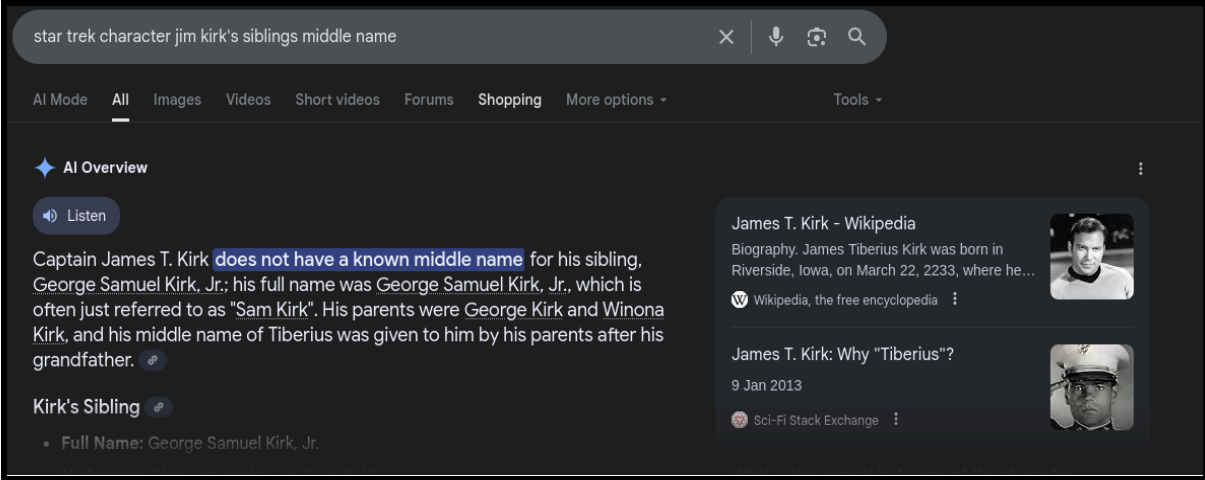 star trek character jim kirk's siblings middle name
AI Mode All Images Videos Short videos Forums Shopping More options Tools
AI Overview
Listen
Captain James T. Kirk does not have a known middle name for his sibling,
George Samuel Kirk, Jr.; his full name was George Samuel Kirk, Jr., which is
often just referred to as "Sam Kirk". His parents were George Kirk and Winona
Kirk, and his middle name of Tiberius was given to him by his parents after his
grandfather.
Kirk's Sibling
• Full Name: George Samuel Kirk, Jr.
James T. Kirk - Wikipedia
Biography. James Tiberius Kirk was born in
Riverside, Iowa, on March 22, 2233, where he...
W Wikipedia, the free encyclopedia
James T. Kirk: Why "Tiberius"?
9 Jan 2013
Sci-Fi Stack Exchange